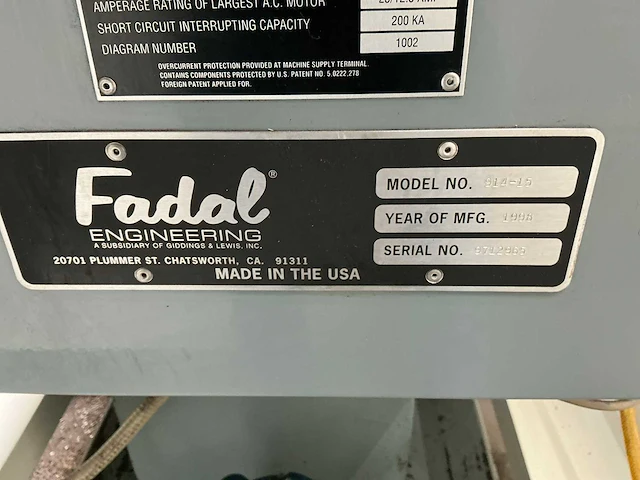 AMPERAGE RATING OF LARGEST A.C. MOTOR
SHORT CIRCUIT INTERRUPTING CAPACITY 200 KA
DIAGRAM NUMBER 1002
OVERCURRENT PROTECTION PROVIDED AT MACHINE SUPPLY TERMINAL.
CONTAINS COMPONENTS PROTECTED BY U.S. PATENT NO. 5,0222,278
FOREIGN PATENT APPLIED FOR.
Fadal®
ENGINEERING
A SUBSIDIARY OF GIDDINGS & LEWIS, INC.
20701 PLUMMER ST. CHATSWORTH, CA. 91311
MADE IN THE USA
MODEL NO. 914-15
YEAR OF MFG. 1998
SERIAL NO.